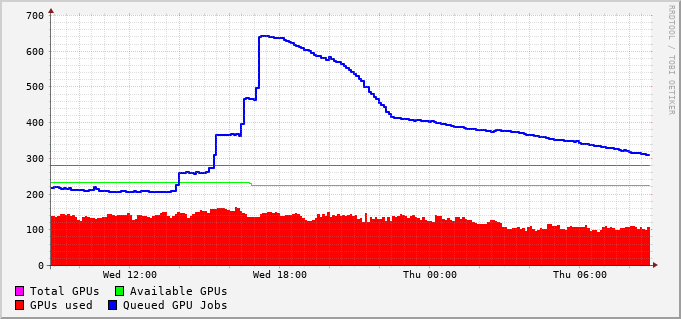 700
600
500
400
300
200
100
0
Wed 12:00 Wed 18:00 Thu 00:00 Thu 06:00
Total GPUs Available GPUs
GPUs used Queued GPU Jobs
RRDTOOL / TOBI OETIKER